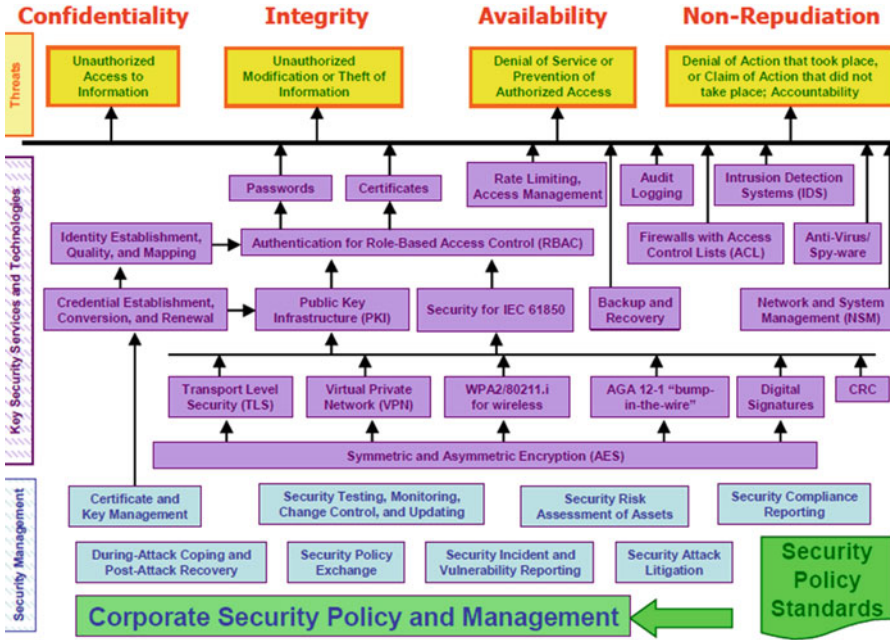 Confidentiality
Integrity
Availability
Non-Repudiation
Threats
Unauthorized
Access to
Information
Unauthorized
Modification or Theft of
Information
Denial of Service or
Prevention of
Authorized Access
Denial of Action that took place,
or Claim of Action that did not
take place; Accountability
Key Security Services and Technologies
Passwords
Certificates
Rate Limiting,
Access Management
Audit
Logging
Intrusion Detection
Systems (IDS)
Identity Establishment,
Quality, and Mapping
Authentication for Role-Based Access Control (RBAC)
Firewalls with Access
Control Lists (ACL)
Anti-Virus/
Spy-ware
Credential Establishment,
Conversion, and Renewal
Public Key
Infrastructure (PKI)
Security for IEC 61850
Backup and
Recovery
Network and System
Management (NSM)
Transport Level
Security (TLS)
Virtual Private
Network (VPN)
WPA2/80211.i
for wireless
AGA 12-1 “bump-
in-the-wire”
Digital
Signatures
CRC
Symmetric and Asymmetric Encryption (AES)
Security Management
Certificate and
Key Management
Security Testing, Monitoring,
Change Control, and Updating
Security Risk
Assessment of Assets
Security Compliance
Reporting
During-Attack Coping and
Post-Attack Recovery
Security Policy
Exchange
Security Incident and
Vulnerability Reporting
Security Attack
Litigation
Security
Policy
Standards
Corporate Security Policy and Management